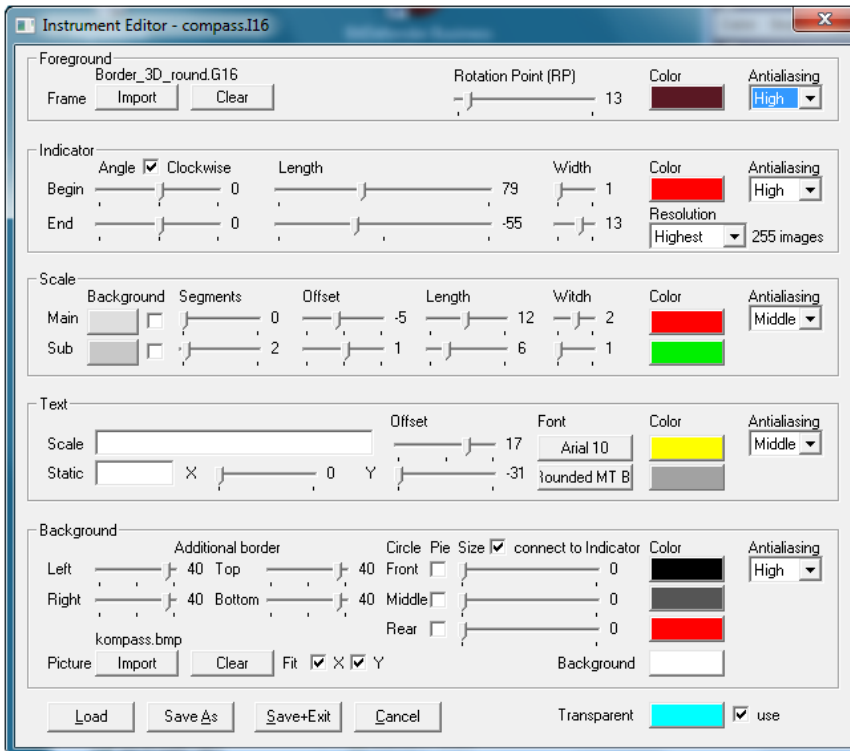 Instrument Editor - compass.I16
Foreground
Border_3D_round.G16
Rotation Point (RP) Color Antialiasing
Frame Import Clear 13 High
Indicator
Angle Clockwise Length Width Color Antialiasing
Begin 0 79 1 High
Resolution
End 0 -55 13 Highest 255 images
Scale
Background Segments Offset Length Witdh Color Antialiasing
Main 0 -5 12 2 Middle
Sub 2 1 6 1
Text
Offset Font Color Antialiasing
Scale 17 Arial 10 Middle
Static X 0 Y -31 Rounded MT B
Background
Additional border Circle Pie Size connect to Indicator Color Antialiasing
Left 40 Top 40 Front 0 High
Right 40 Bottom 40 Middle 0
Rear 0
kompass.bmp
Picture Import Clear Fit X Y Background
Load Save As Save+Exit Cancel Transparent use